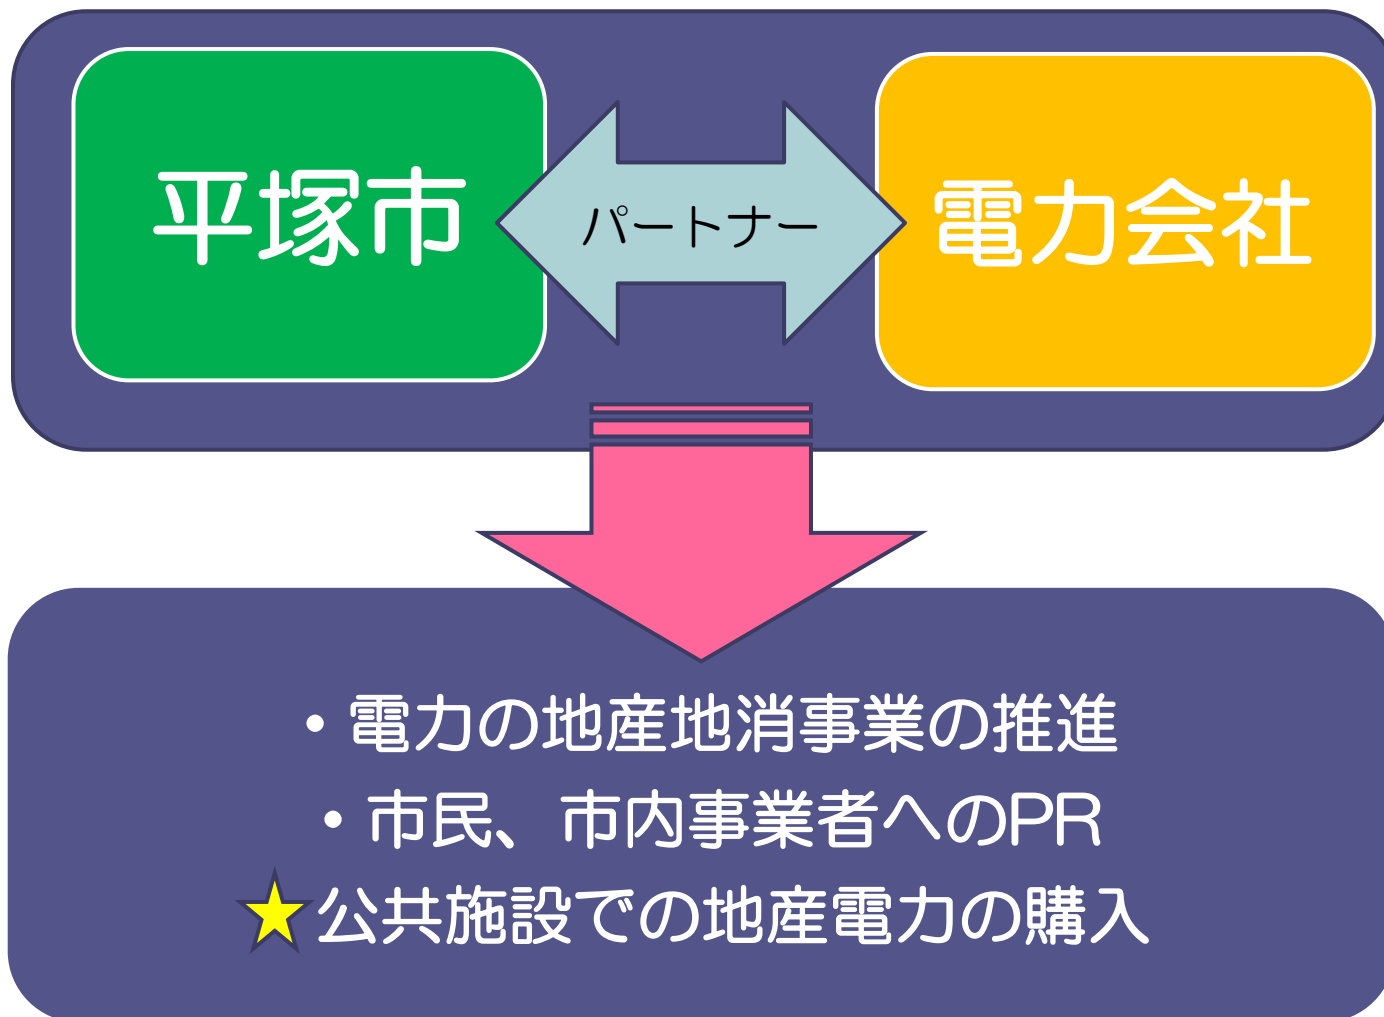 平塚市
パートナー
電力会社
・電力の地産地消事業の推進
・市民、市内事業者へのPR
★公共施設での地産電力の購入